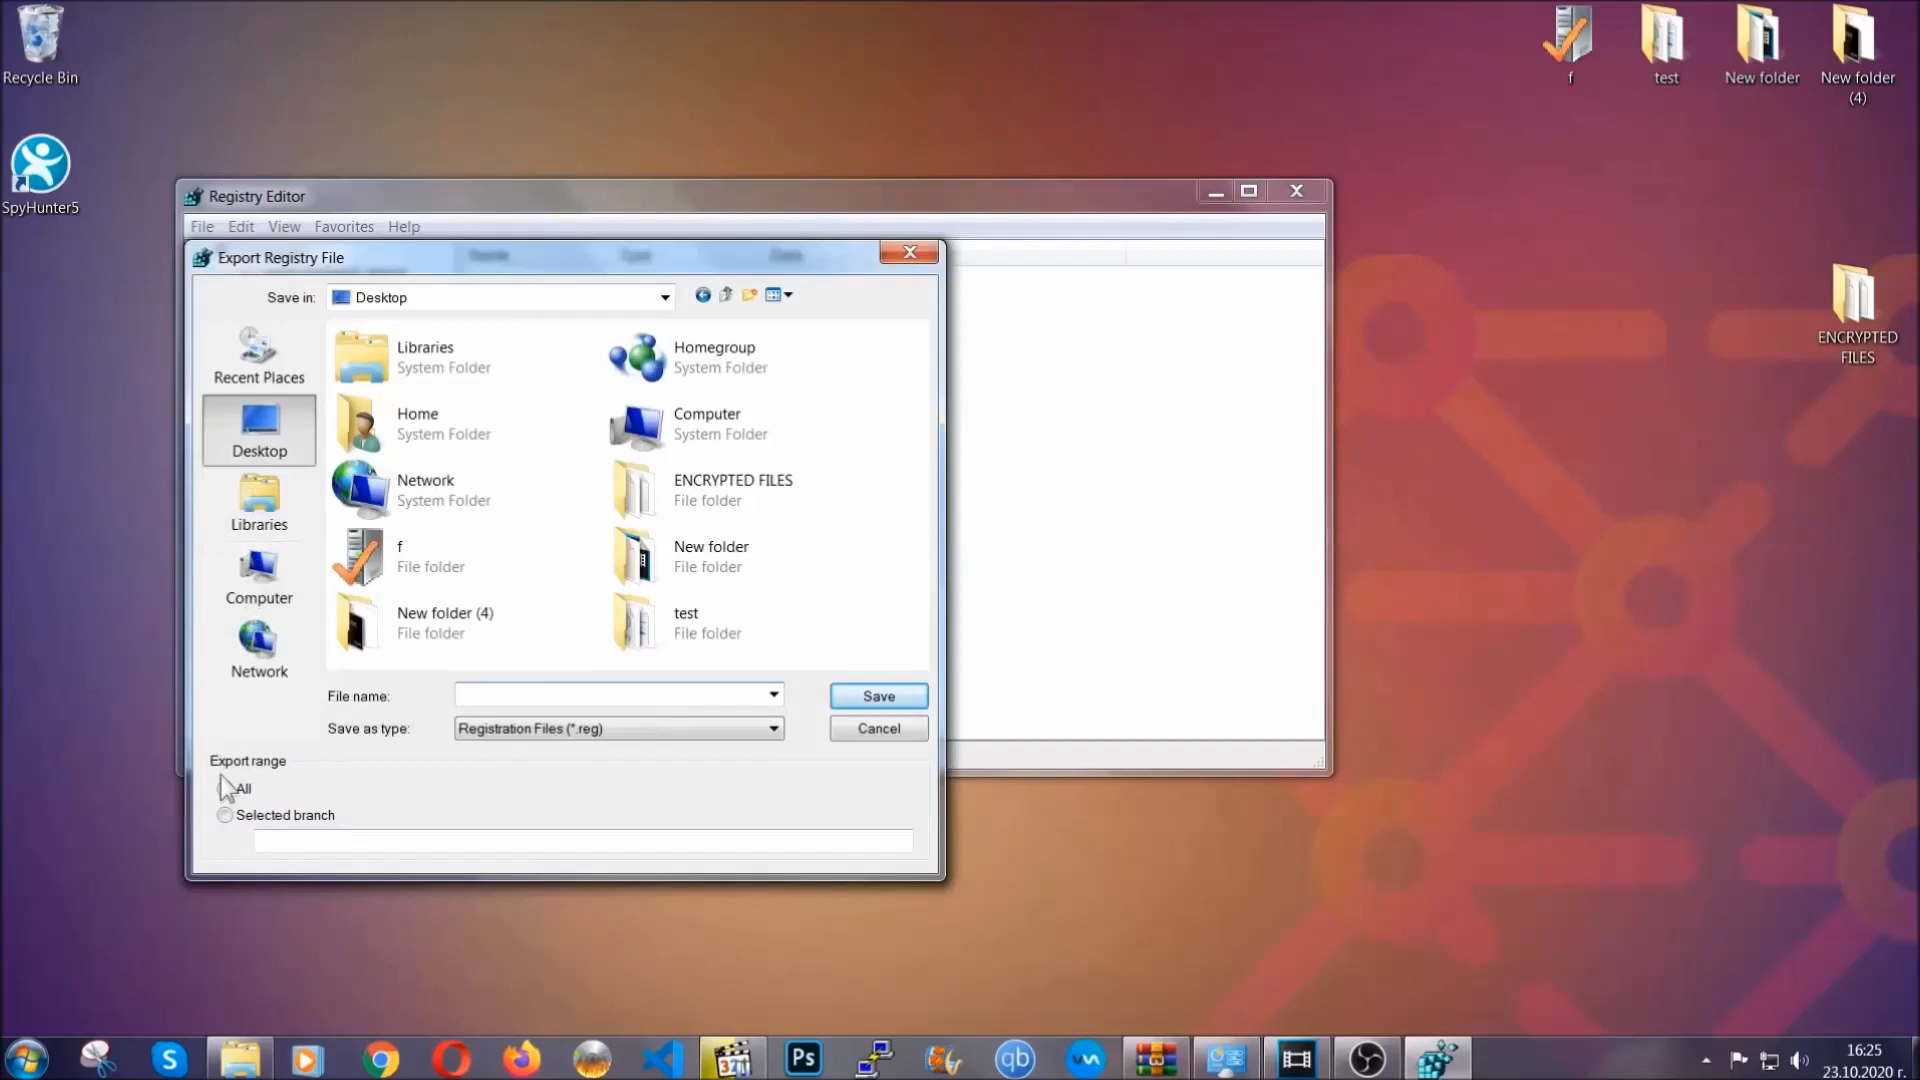 Recycle Bin
SpyHunter5
f
test
New folder
New folder
(4)
ENCRYPTED
FILES
Registry Editor
File Edit View Favorites Help
Export Registry File
Save in:
Desktop
Recent Places
Desktop
Libraries
Computer
Network
Libraries
System Folder
Homegroup
System Folder
Home
System Folder
Computer
System Folder
Network
System Folder
ENCRYPTED FILES
File folder
f
File folder
New folder
File folder
New folder (4)
File folder
test
File folder
File name:
Save
Save as type:
Registration Files (*.reg)
Cancel
Export range
All
Selected branch
S
321
Ps
qb
16:25
23.10.2020 г.